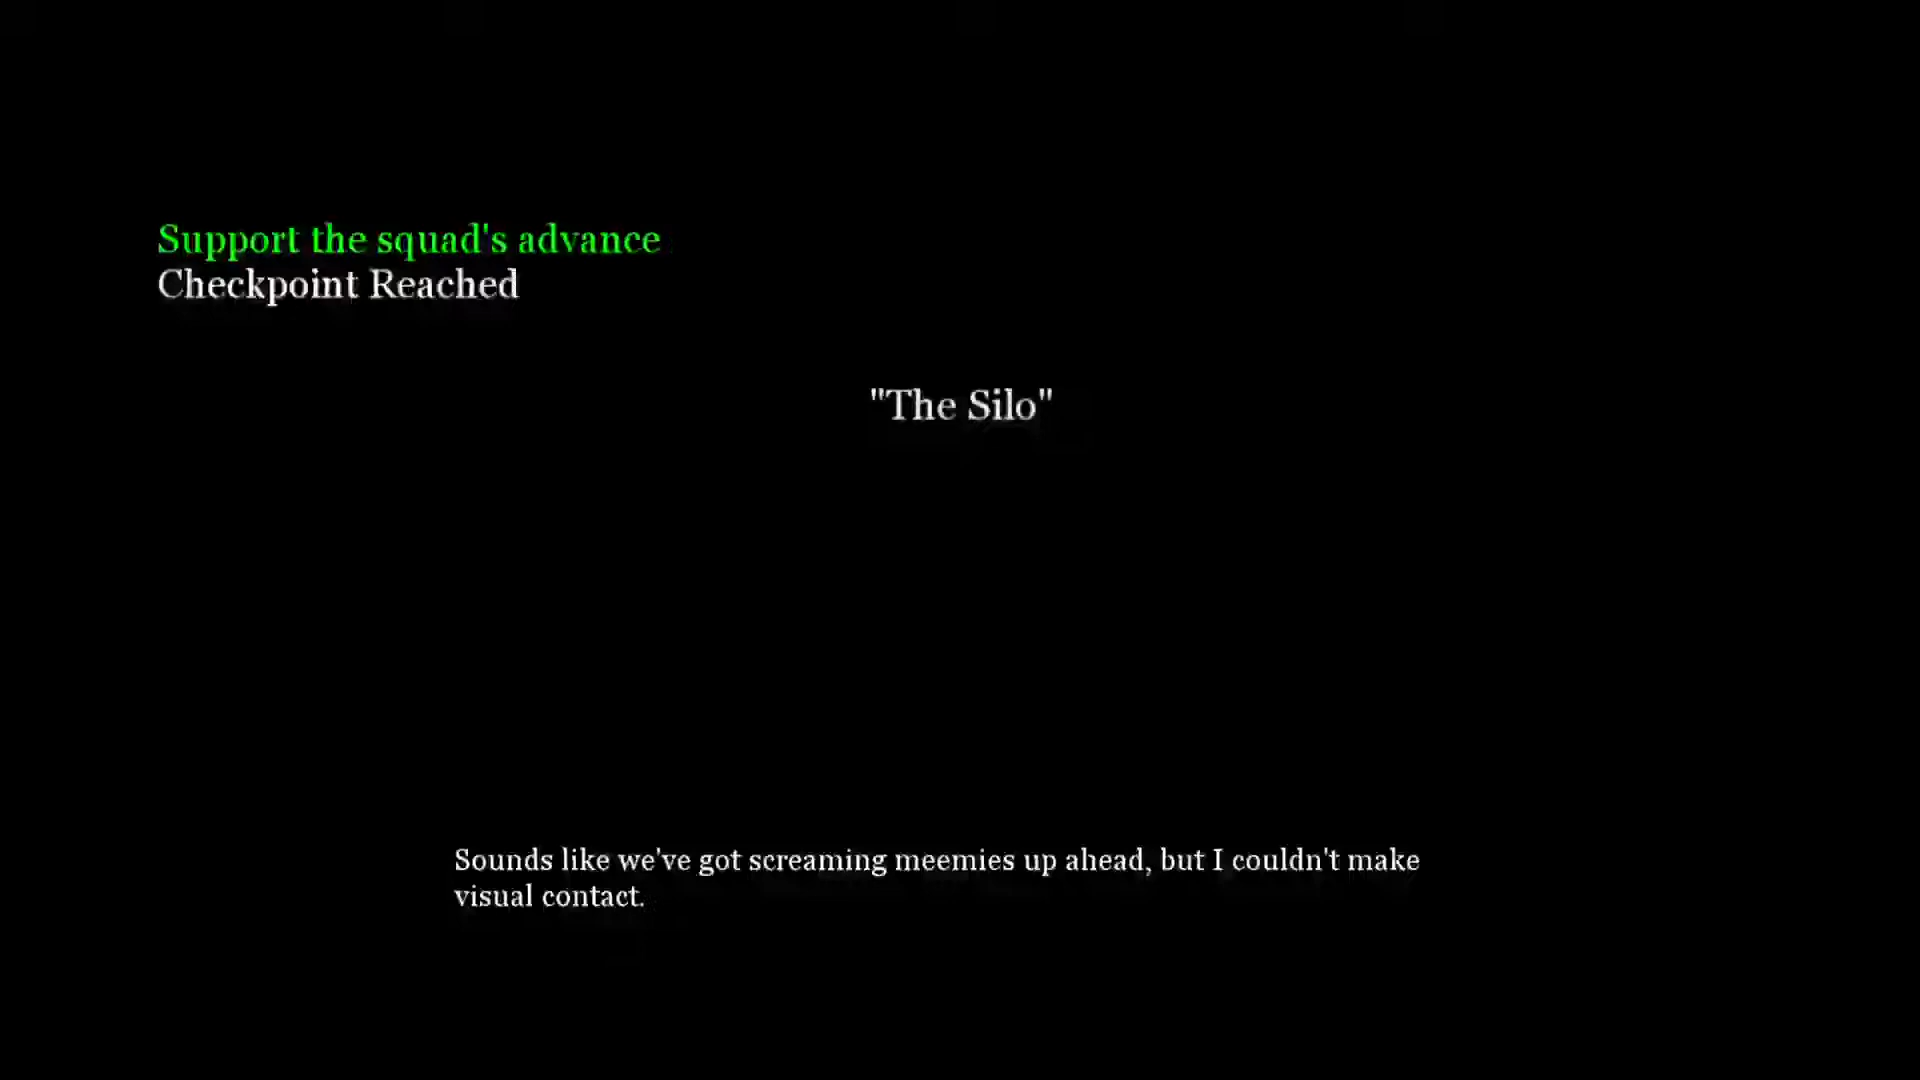 Support the squad's advance
Checkpoint Reached
"The Silo"
Sounds like we've got screaming meemies up ahead, but I couldn't make
visual contact.